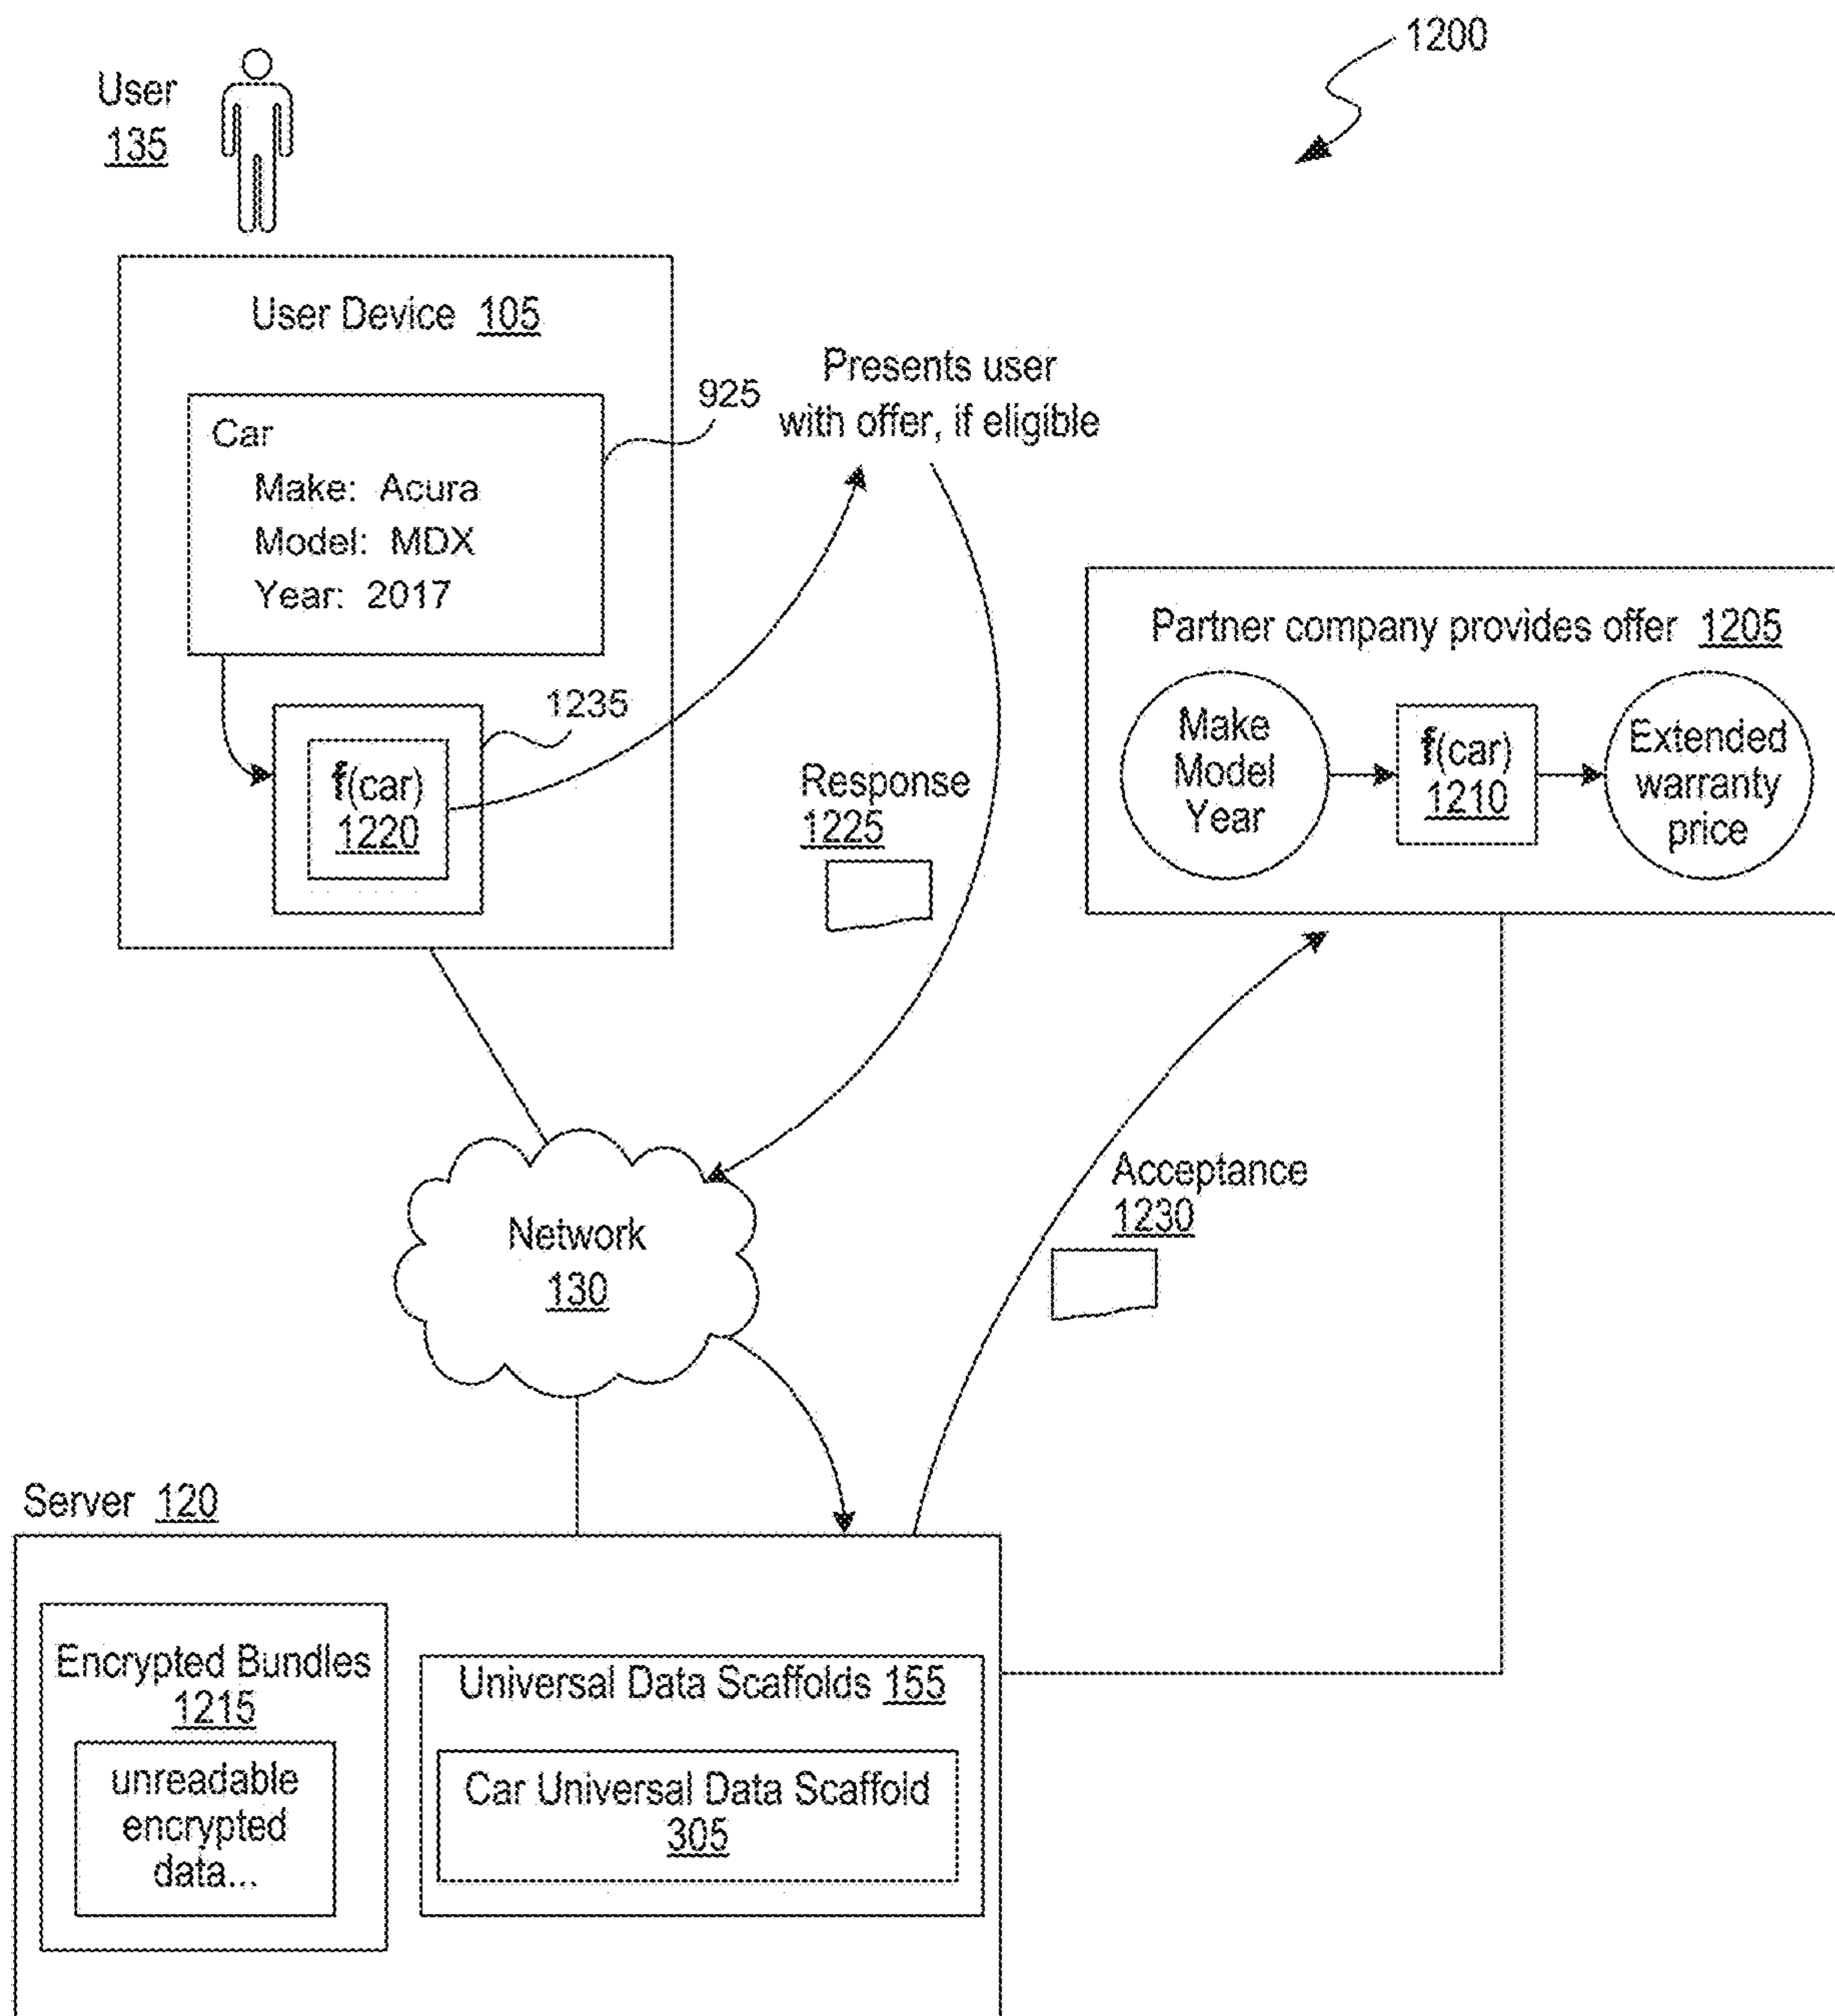 1200
User
135
User Device 105
925
Car
Make: Acura
Model: MDX
Year: 2017
1235
f(car)
1220
Presents user
with offer, if eligible
Response
1225
Partner company provides offer 1205
Make
Model
Year
f(car)
1210
Extended
warranty
price
Network
130
Acceptance
1230
Server 120
Encrypted Bundles
1215
unreadable
encrypted
data...
Universal Data Scaffolds 155
Car Universal Data Scaffold
305